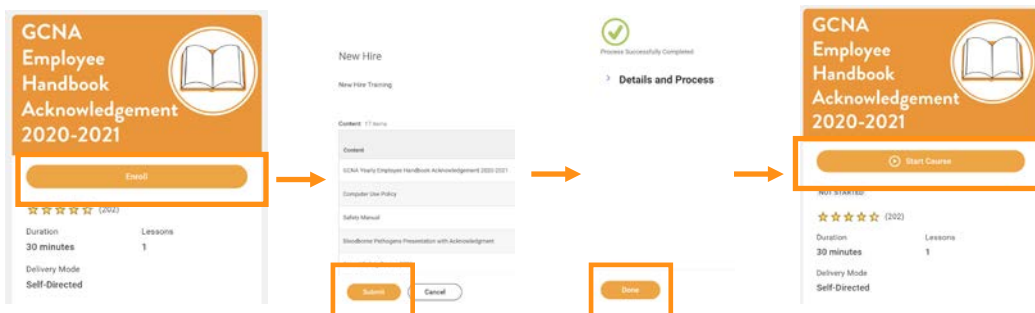 GCNA
Employee
Handbook
Acknowledgement
2020-2021
Enroll
(202)
Duration
Lessons
30 minutes
1
Delivery Mode
Self-Directed
New Hire
New Hire Training
Content 17 items
Content
GCNA Yearly Employee Handbook Acknowledgement 2020-2021
Computer Use Policy
Safety Manual
Bloodborne Pathogens Presentation with Acknowledgment
Submit
Cancel
Process Successfully Completed
> Details and Process
Done
GCNA
Employee
Handbook
Acknowledgement
2020-2021
Start Course
NOT STARTED
(202)
Duration
Lessons
30 minutes
1
Delivery Mode
Self-Directed